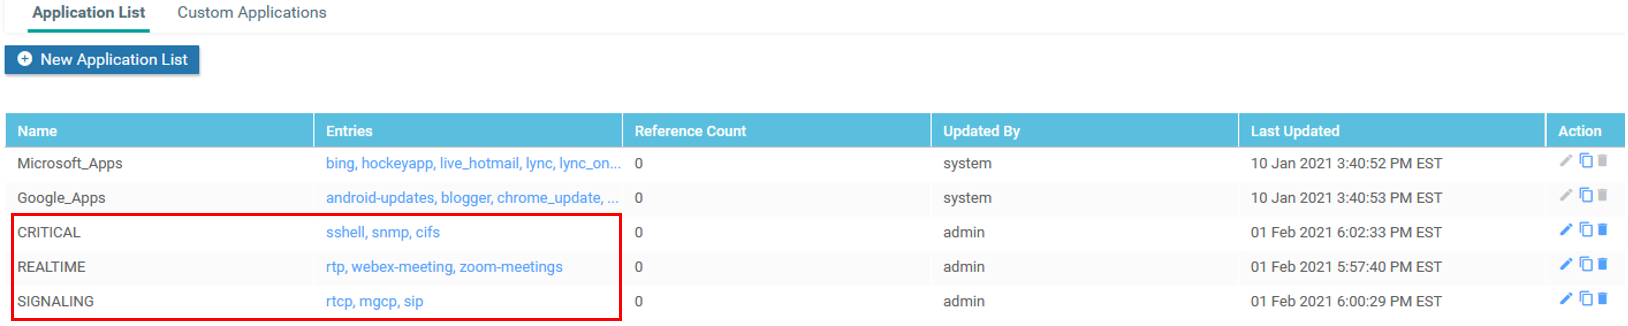 Application List Custom Applications
New Application List
Name Entries Reference Count Updated By Last Updated Action
Microsoft_Apps bing, hockeyapp, live_hotmail, lync, lync_on... 0 system 10 Jan 2021 3:40:52 PM EST
Google_Apps android-updates, blogger, chrome_update, ... 0 system 10 Jan 2021 3:40:53 PM EST
CRITICAL sshell, snmp, cifs 0 admin 01 Feb 2021 6:02:33 PM EST
REALTIME rtp, webex-meeting, zoom-meetings 0 admin 01 Feb 2021 5:57:40 PM EST
SIGNALING rtcp, mgcp, sip 0 admin 01 Feb 2021 6:00:29 PM EST